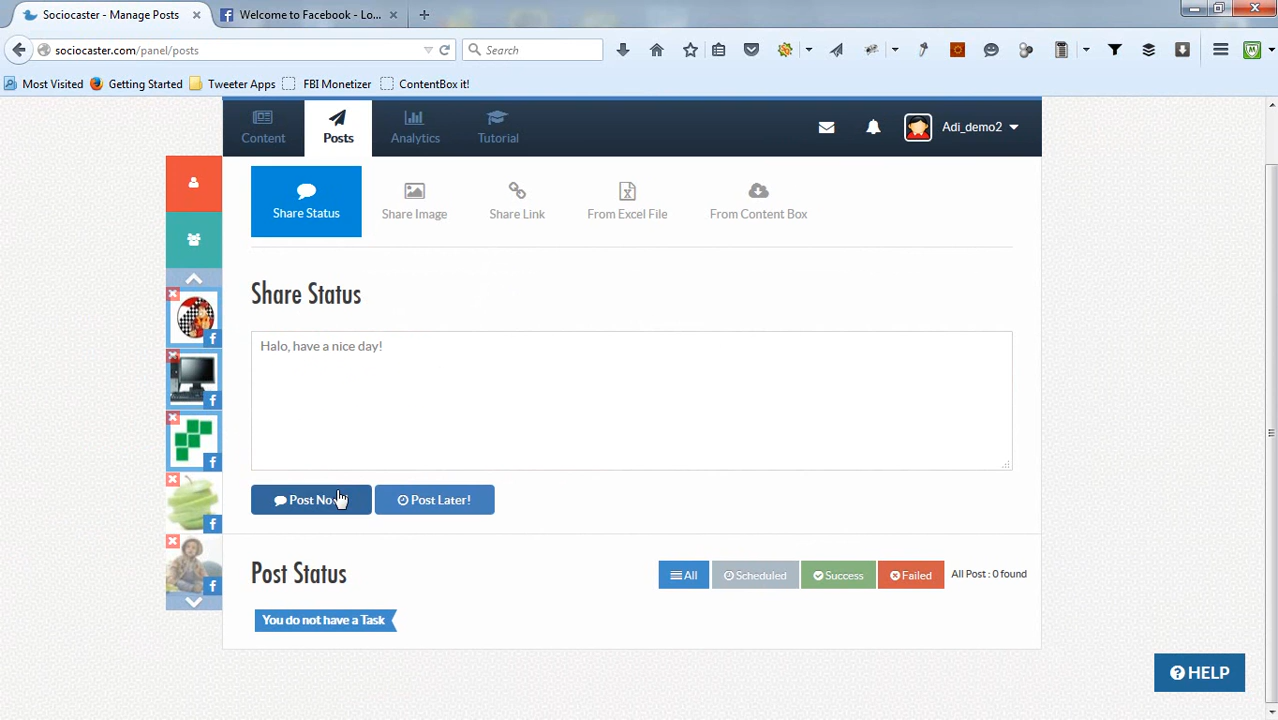 Sociocaster - Manage Posts
Welcome to Facebook - Lo...
sociocaster.com/panel/posts
Search
Most Visited
Getting Started
Tweeter Apps
FBI Monetizer
ContentBox it!
Content
Posts
Analytics
Tutorial
Adi_demo2
Share Status
Share Image
Share Link
From Excel File
From Content Box
Share Status
Halo, have a nice day!
Post No
Post Later!
Post Status
All
Scheduled
Success
Failed
All Post : 0 found
You do not have a Task
HELP